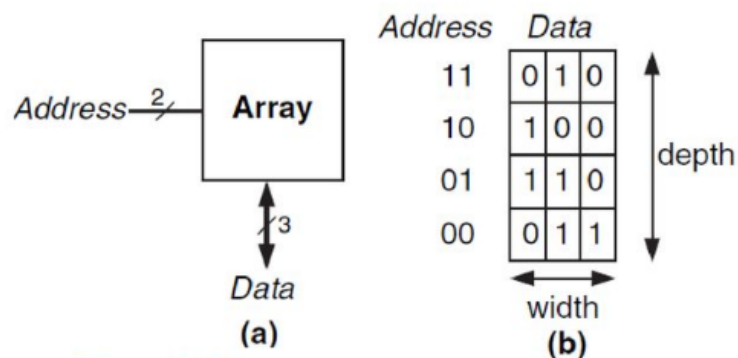 Address Data
11 0 1 0
10 1 0 0
01 1 1 0
00 0 1 1
depth
width
(b)
Address 2 Array
3
Data
(a)